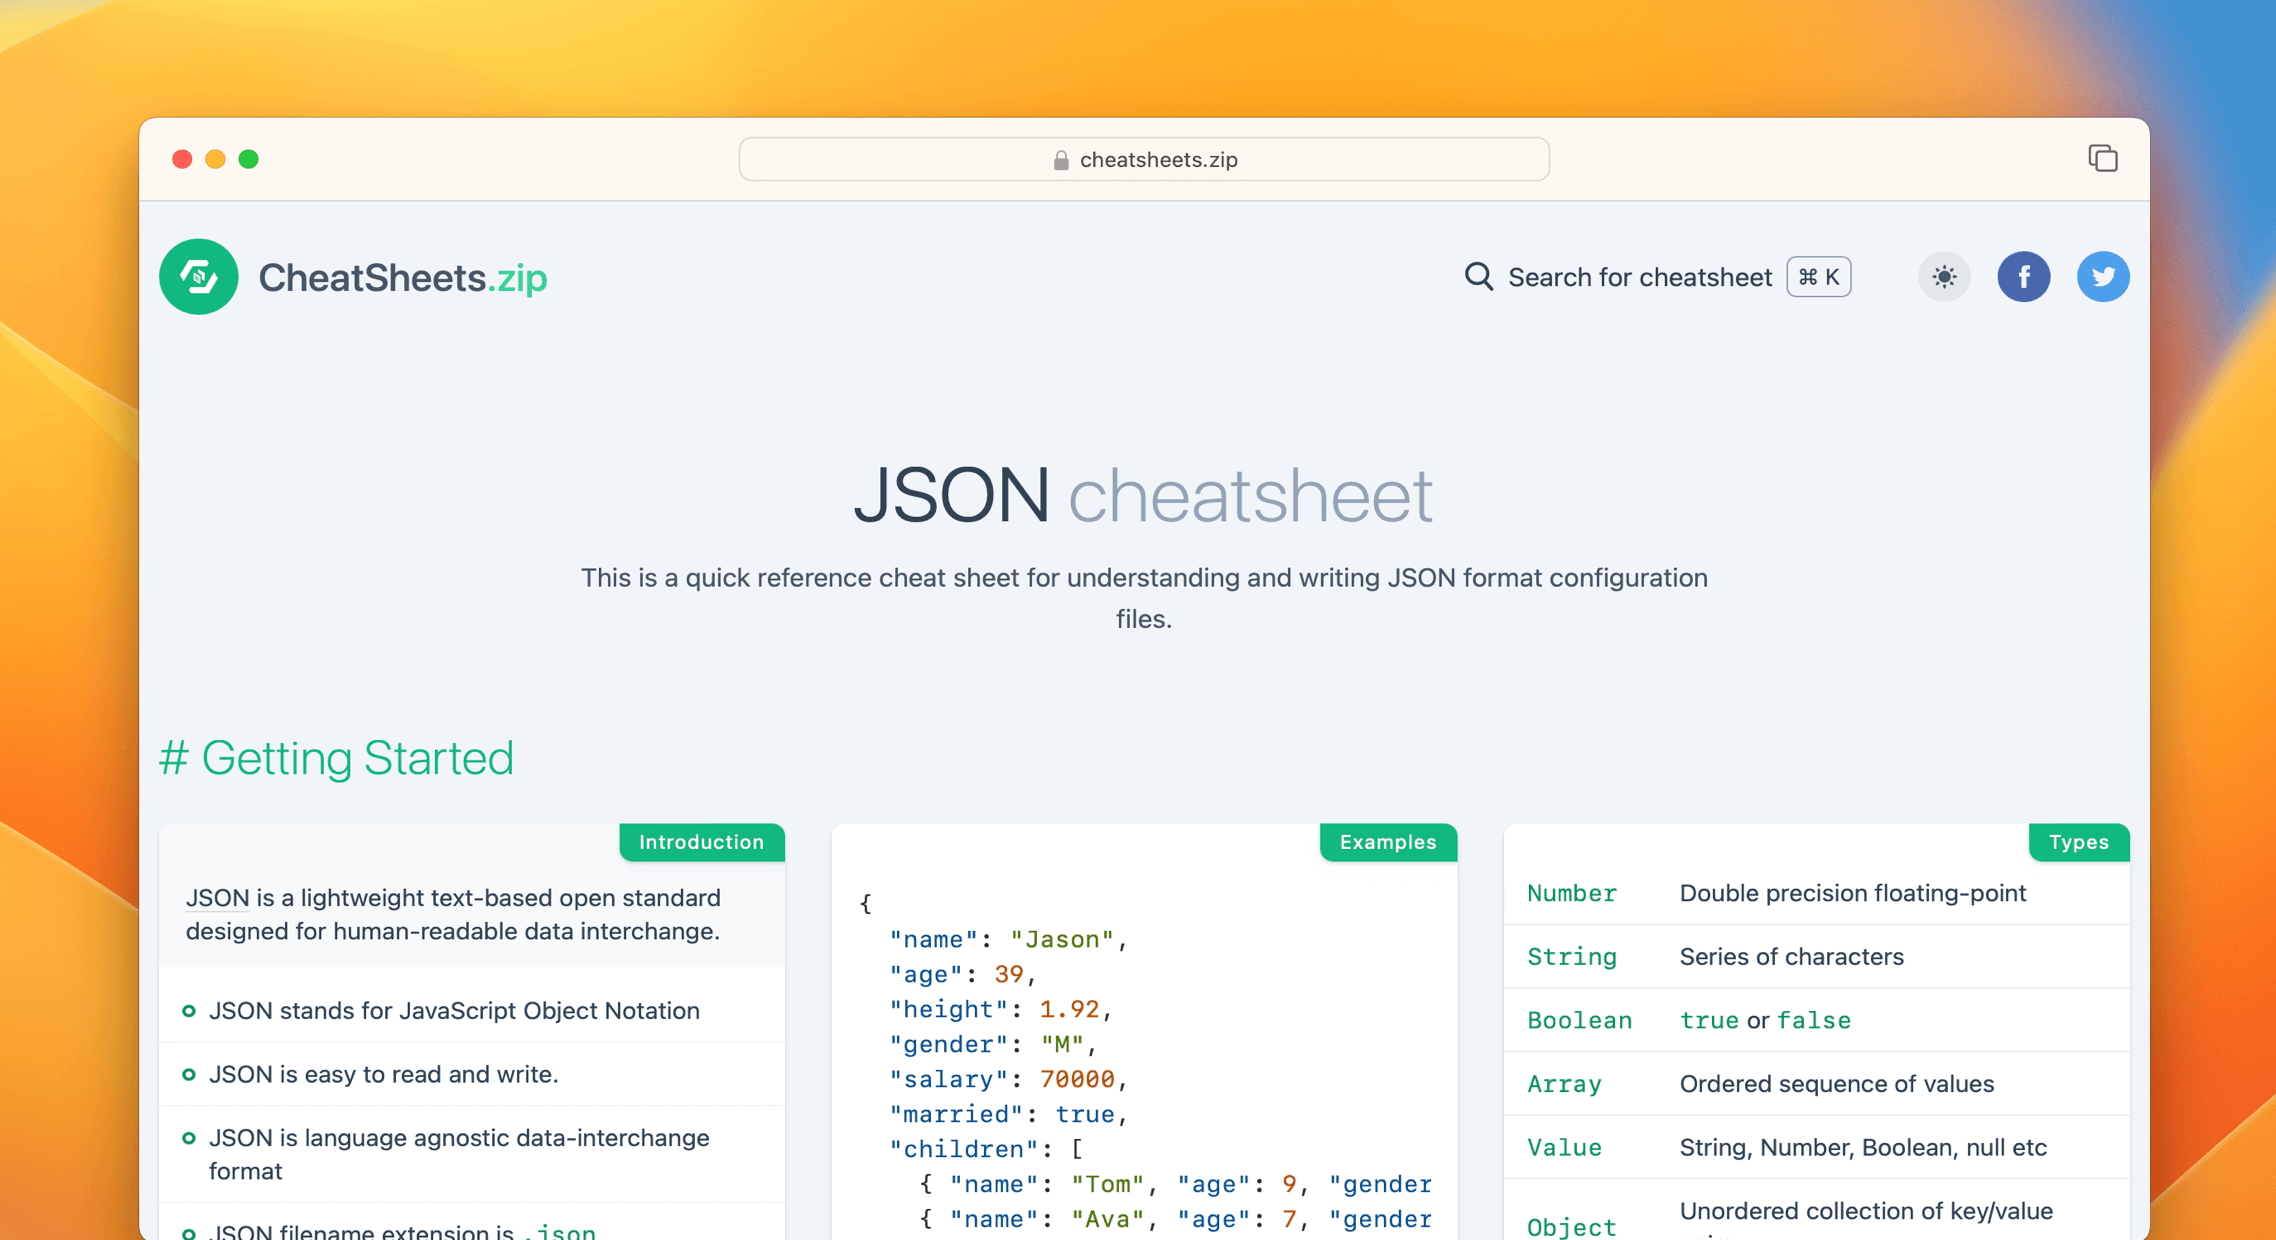 cheatsheets.zip
CheatSheets.zip
Search for cheatsheet ⌘ K
JSON cheatsheet
This is a quick reference cheat sheet for understanding and writing JSON format configuration
files.
# Getting Started
Introduction
JSON is a lightweight text-based open standard
designed for human-readable data interchange.
JSON stands for JavaScript Object Notation
JSON is easy to read and write.
JSON is language agnostic data-interchange
format
JSON filename extension is .json
Examples
{
"name": "Jason",
"age": 39,
"height": 1.92,
"gender": "M",
"salary": 70000,
"married": true,
"children": [
{ "name": "Tom", "age": 9, "gender
{ "name": "Ava", "age": 7, "gender
Types
Number Double precision floating-point
String Series of characters
Boolean true or false
Array Ordered sequence of values
Value String, Number, Boolean, null etc
Object Unordered collection of key/value